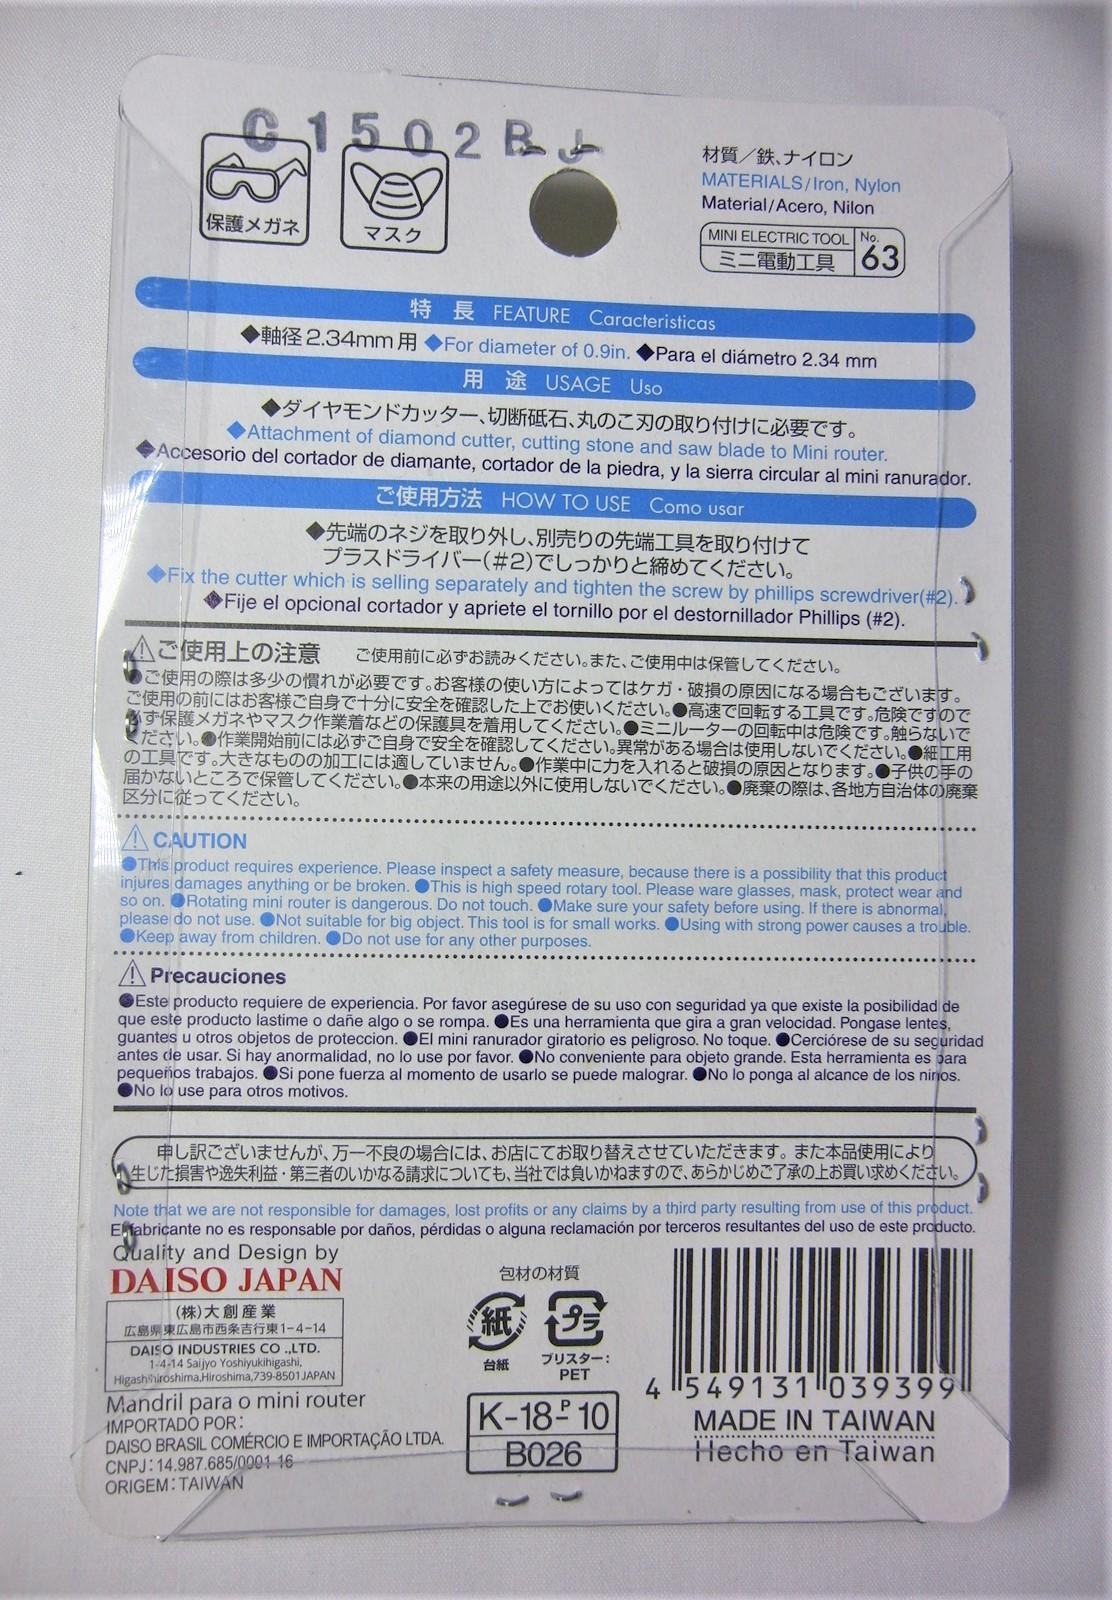 C1502BJ
保護メガネ
マスク
材質／鉄、ナイロン
MATERIALS/Iron, Nylon
Material/Acero, Nilon
MINI ELECTRIC TOOL No.
ミニ電動工具 63
特 長 FEATURE Caracteristicas
◆軸径2.34mm用 ◆For diameter of 0.9in. ◆Para el diámetro 2.34 mm
用 途 USAGE Uso
◆ダイヤモンドカッター、切断砥石、丸のこ刃の取り付けに必要です。
◆Attachment of diamond cutter, cutting stone and saw blade to Mini router.
◆Accesorio del cortador de diamante, cortador de la piedra, y la sierra circular al mini ranurador.
ご使用方法 HOW TO USE Como usar
◆先端のネジを取り外し、別売りの先端工具を取り付けて
プラスドライバー(#2)でしっかりと締めてください。
◆Fix the cutter which is selling separately and tighten the screw by phillips screwdriver(#2).
◆Fije el opcional cortador y apriete el tornillo por el destornillador Phillips (#2).
⚠ご使用上の注意 ご使用前に必ずお読みください。また、ご使用中は保管してください。
●ご使用の際は多少の慣れが必要です。お客様の使い方によってはケガ・破損の原因になる場合もございます。
ご使用の前にはお客様ご自身で十分に安全を確認した上でお使いください。●高速で回転する工具です。危険ですので
必ず保護メガネやマスク作業着などの保護具を着用してください。●ミニルーターの回転中は危険です。触らないで
ください。●作業開始前には必ずご自身で安全を確認してください。異常がある場合は使用しないでください。●細工用
の工具です。大きなものの加工には適していません。●作業中に力を入れると破損の原因となります。●子供の手の
届かないところで保管してください。●本来の用途以外に使用しないでください。●廃棄の際は、各地方自治体の廃棄
区分に従ってください。
⚠CAUTION
●This product requires experience. Please inspect a safety measure, because there is a possibility that this product
injures damages anything or be broken. ●This is high speed rotary tool. Please ware glasses, mask, protect wear and
so on. ●Rotating mini router is dangerous. Do not touch. ●Make sure your safety before using. If there is abnormal,
please do not use. ●Not suitable for big object. This tool is for small works. ●Using with strong power causes a trouble.
●Keep away from children. ●Do not use for any other purposes.
⚠Precauciones
●Este producto requiere de experiencia. Por favor asegúrese de su uso con seguridad ya que existe la posibilidad de
que este producto lastime o dañe algo o se rompa. ●Es una herramienta que gira a gran velocidad. Pongase lentes,
guantes u otros objetos de proteccion. ●El mini ranurador giratorio es peligroso. No toque. ●Cerciórese de su seguridad
antes de usar. Si hay anormalidad, no lo use por favor. ●No conveniente para objeto grande. Esta herramienta es para
pequeños trabajos. ●Si pone fuerza al momento de usarlo se puede malograr. ●No lo ponga al alcance de los niños.
●No lo use para otros motivos.
申し訳ございませんが、万一不良の場合には、お店にてお取り替えさせていただきます。また本品使用により
生じた損害や逸失利益・第三者のいかなる請求についても、当社では負いかねますので、あらかじめご了承の上お買い求めください。
Note that we are not responsible for damages, lost profits or any claims by a third party resulting from use of this product.
El fabricante no es responsable por daños, pérdidas o alguna reclamación por terceros resultantes del uso de este producto.
Quality and Design by
DAISO JAPAN
(株)大創産業
広島県東広島市西条吉行東1-4-14
DAISO INDUSTRIES CO .,LTD.
1-4-14 Saijyo Yoshiyukihigashi,
Higashihiroshima,Hiroshima,739-8501JAPAN
Mandril para o mini router
IMPORTADO POR:
DAISO BRASIL COMÉRCIO E IMPORTAÇÃO LTDA.
CNPJ: 14.987.685/0001-16
ORIGEM: TAIWAN
包材の材質
紙 プラ
台紙 ブリスター:
PET
K-18-P 10
B026
4 549131 039399
MADE IN TAIWAN
Hecho en Taiwan